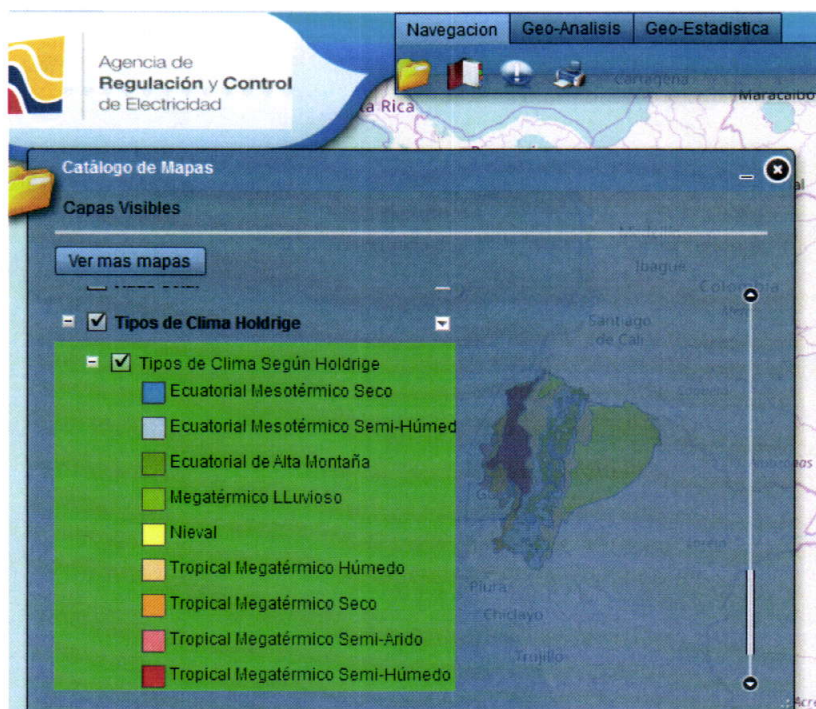 Navegacion Geo-Analisis Geo-Estadistica
Agencia de
Regulación y Control
de Electricidad
Cartagena
Maracaibo
ta Rica
Catálogo de Mapas
Capas Visibles
Medellín
Ver mas mapas
Ibague
Colombia
Tipos de Clima Holdrige
Santiago
de Cali
Tipos de Clima Según Holdrige
Ecuatorial Mesotérmico Seco
Ecuatorial Mesotérmico Semi-Húmed
Ecuatorial de Alta Montaña
Megatérmico LLuvioso
Nieval
Tropical Megatérmico Húmedo
Tropical Megatérmico Seco
Piura
Chiclayo
Tropical Megatérmico Semi-Arido
Trujillo
Tropical Megatérmico Semi-Húmedo
Acre